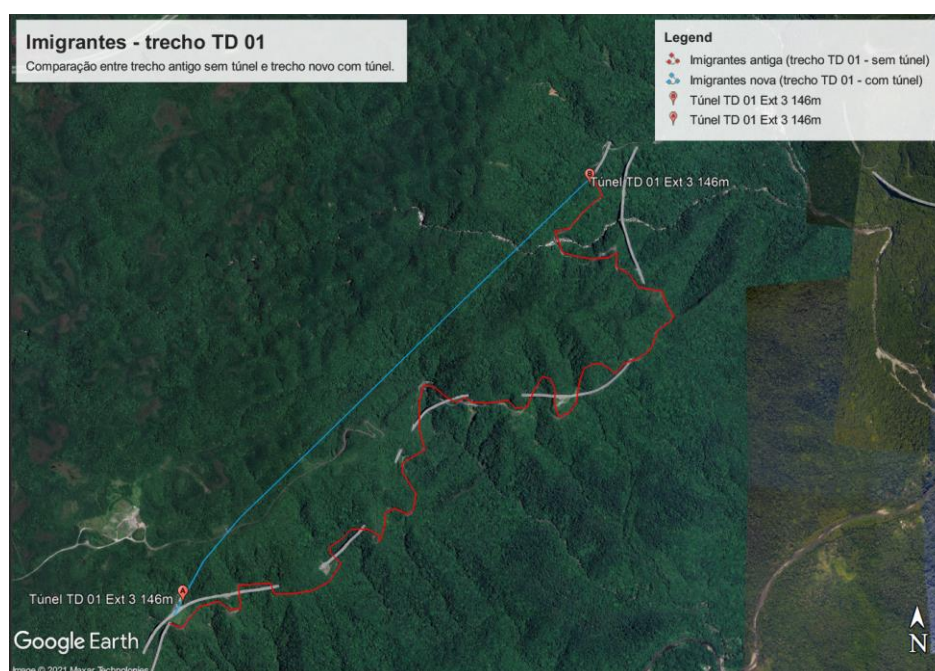 Imigrantes - trecho TD 01
Comparação entre trecho antigo sem túnel e trecho novo com túnel.
Legend
Imigrantes antiga (trecho TD 01 - sem túnel)
Imigrantes nova (trecho TD 01 - com túnel)
Túnel TD 01 Ext 3 146m
Túnel TD 01 Ext 3 146m
B
Túnel TD 01 Ext 3 146m
A
Túnel TD 01 Ext 3 146m
Google Earth
Image © 2021 Maxar Technologies
N